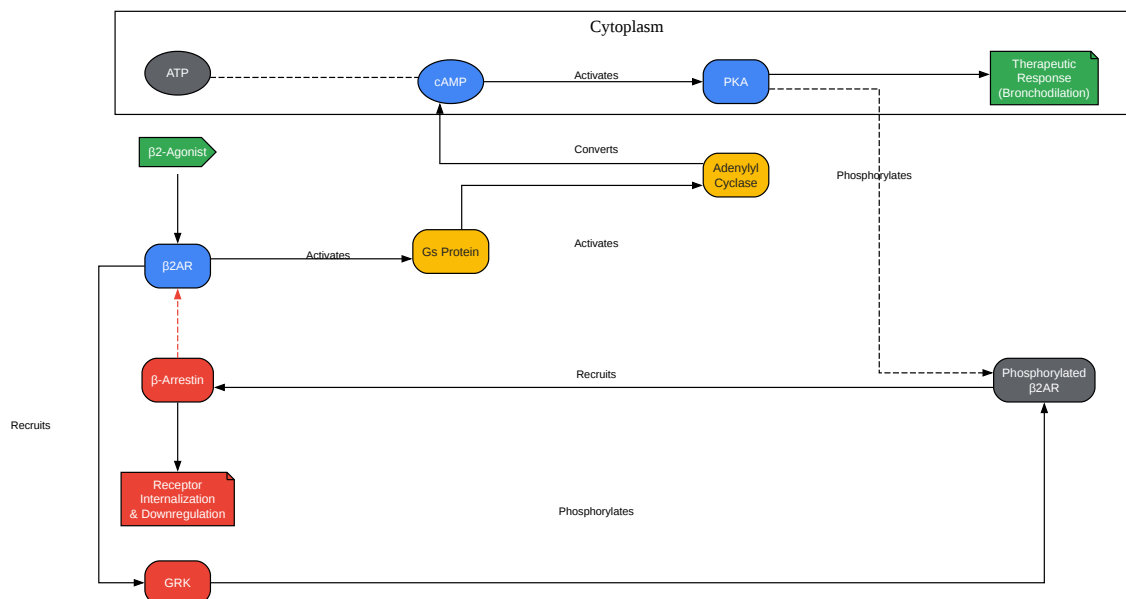 Cytoplasm
ATP
cAMP
Activates
PKA
Therapeutic
Response
(Bronchodilation)
β2-Agonist
Converts
Adenylyl
Cyclase
Phosphorylates
β2AR
Activates
Gs Protein
Activates
β-Arrestin
Recruits
Phosphorylated
β2AR
Recruits
Receptor
Internalization
& Downregulation
Phosphorylates
GRK